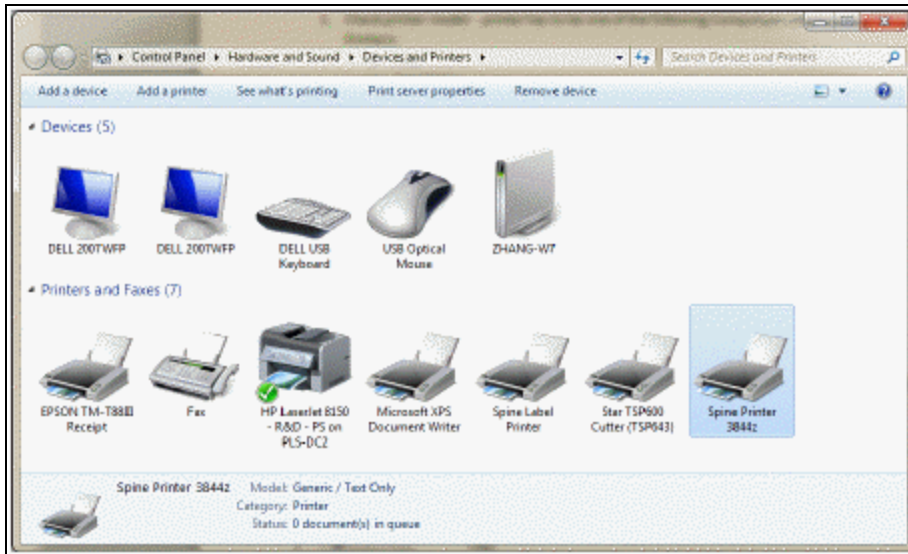 Control Panel ▸ Hardware and Sound ▸ Devices and Printers ▸
Search Devices and Printers
Add a device Add a printer See what's printing Print server properties Remove device
Devices (5)
DELL 2007WFP
DELL 2007WFP
DELL USB
Keyboard
USB Optical
Mouse
ZHANG-W7
Printers and Faxes (7)
EPSON TM-T88III
Receipt
Fax
HP LaserJet 8150
- R&D - PS on
PLS-DC2
Microsoft XPS
Document Writer
Spine Label
Printer
Star TSP600
Cutter (TSP643)
Spine Printer
3844z
Spine Printer 3844z Model: Generic / Text Only
Category: Printer
Status: 0 document(s) in queue